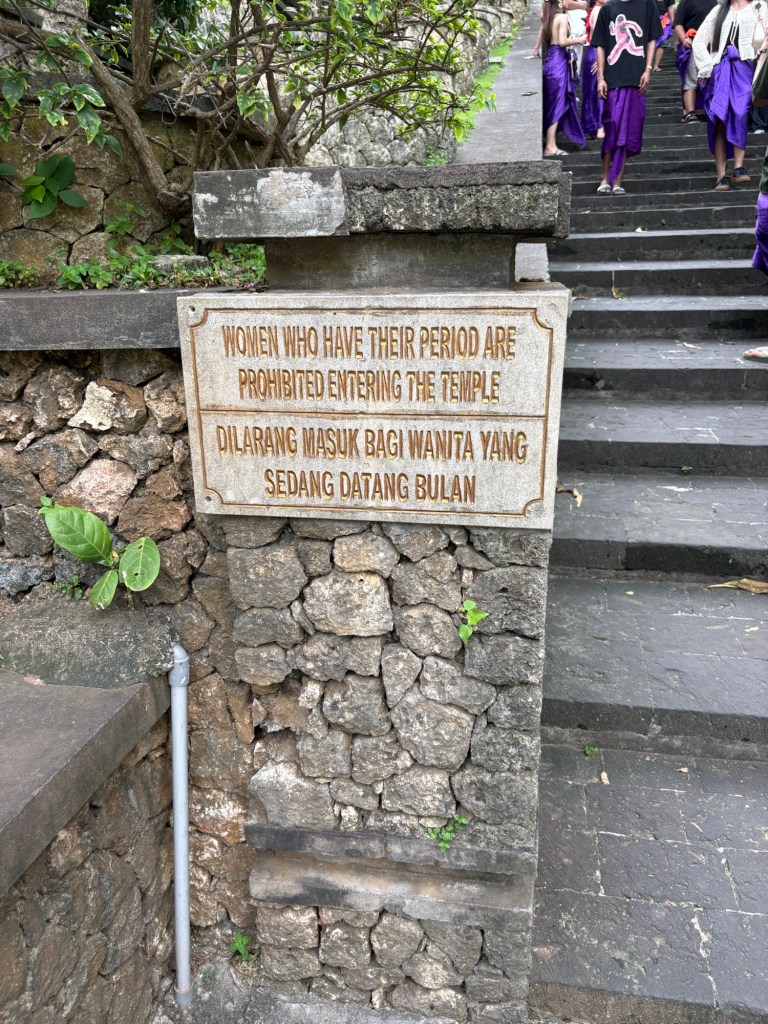 WOMEN WHO HAVE THEIR PERIOD ARE
PROHIBITED ENTERING THE TEMPLE
DILARANG MASUK BAGI WANITA YANG
SEDANG DATANG BULAN